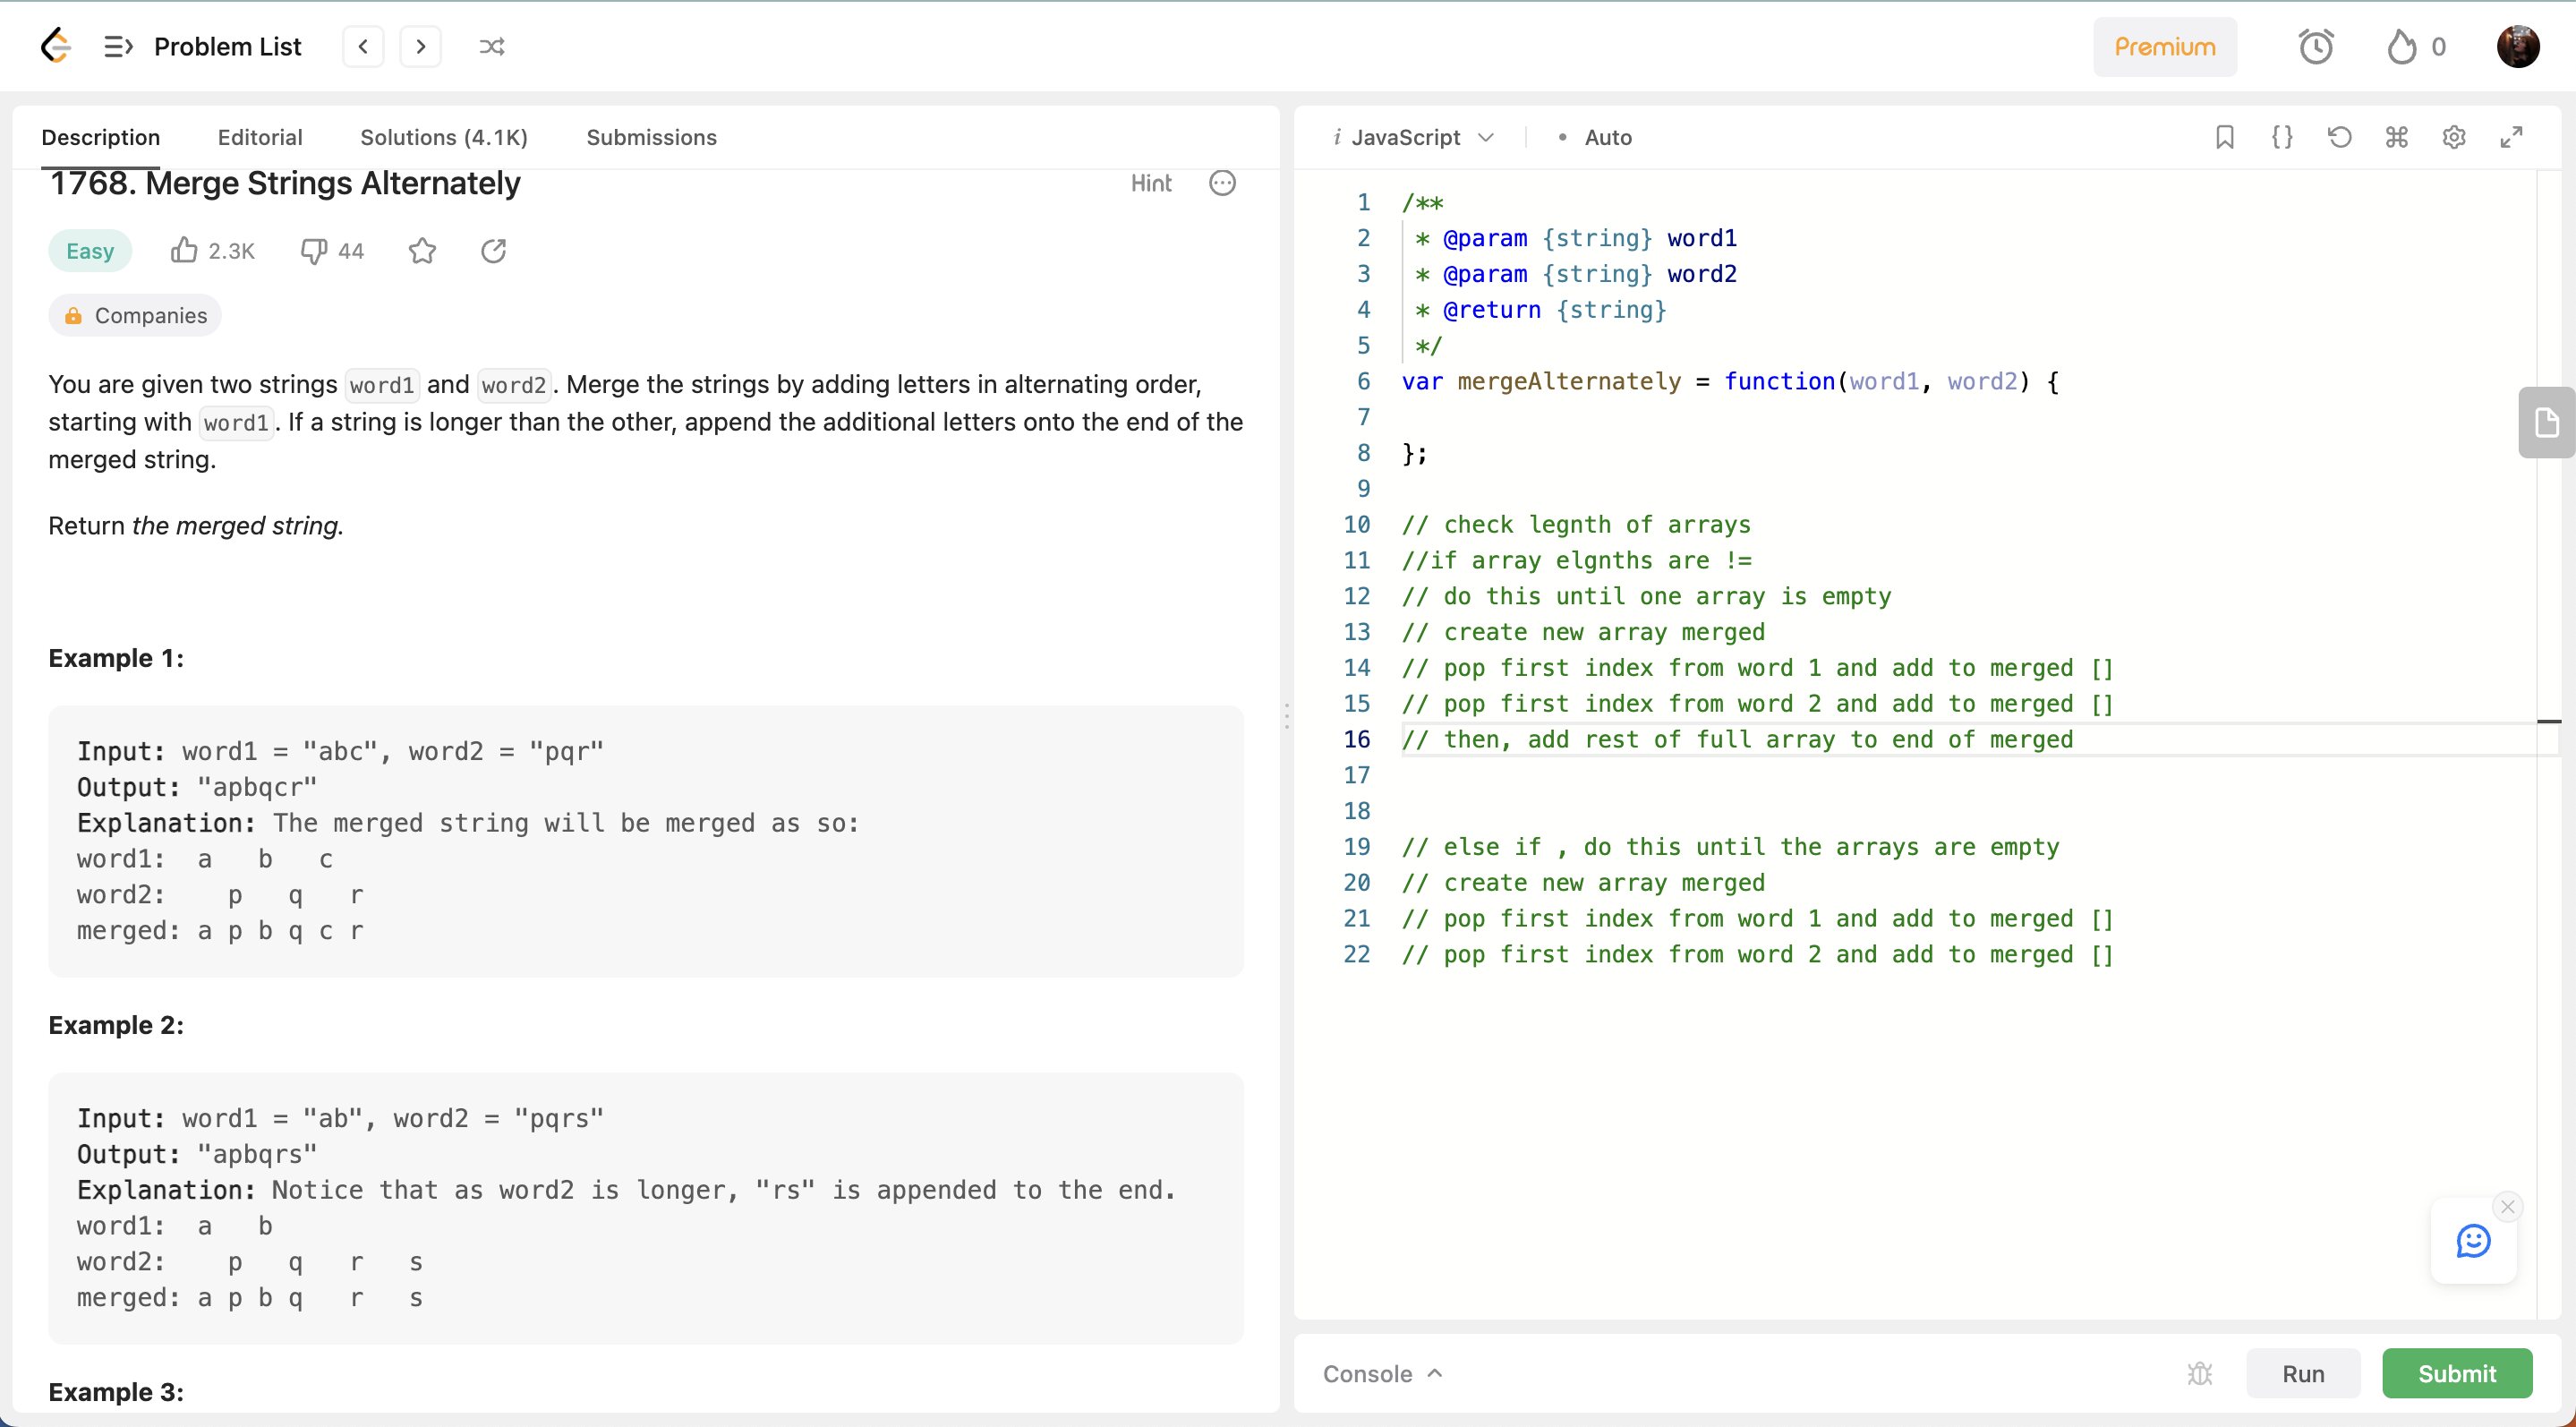 Problem List
Premium
0
Description Editorial Solutions (4.1K) Submissions
1768. Merge Strings Alternately
Hint
Easy 2.3K 44
Companies
You are given two strings word1 and word2. Merge the strings by adding letters in alternating order,
starting with word1. If a string is longer than the other, append the additional letters onto the end of the
merged string.
Return the merged string.
Example 1:
Input: word1 = "abc", word2 = "pqr"
Output: "apbqcr"
Explanation: The merged string will be merged as so:
word1:  a   b   c
word2:    p   q   r
merged: a p b q c r
Example 2:
Input: word1 = "ab", word2 = "pqrs"
Output: "apbqrs"
Explanation: Notice that as word2 is longer, "rs" is appended to the end.
word1:  a   b
word2:    p   q   r   s
merged: a p b q   r   s
Example 3:
i JavaScript • Auto
1 /**
2 * @param {string} word1
3 * @param {string} word2
4 * @return {string}
5 */
6 var mergeAlternately = function(word1, word2) {
7
8 };
9
10 // check legnth of arrays
11 //if array elgnths are !=
12 // do this until one array is empty
13 // create new array merged
14 // pop first index from word 1 and add to merged []
15 // pop first index from word 2 and add to merged []
16 // then, add rest of full array to end of merged
17
18
19 // else if , do this until the arrays are empty
20 // create new array merged
21 // pop first index from word 1 and add to merged []
22 // pop first index from word 2 and add to merged []
Console
Run
Submit